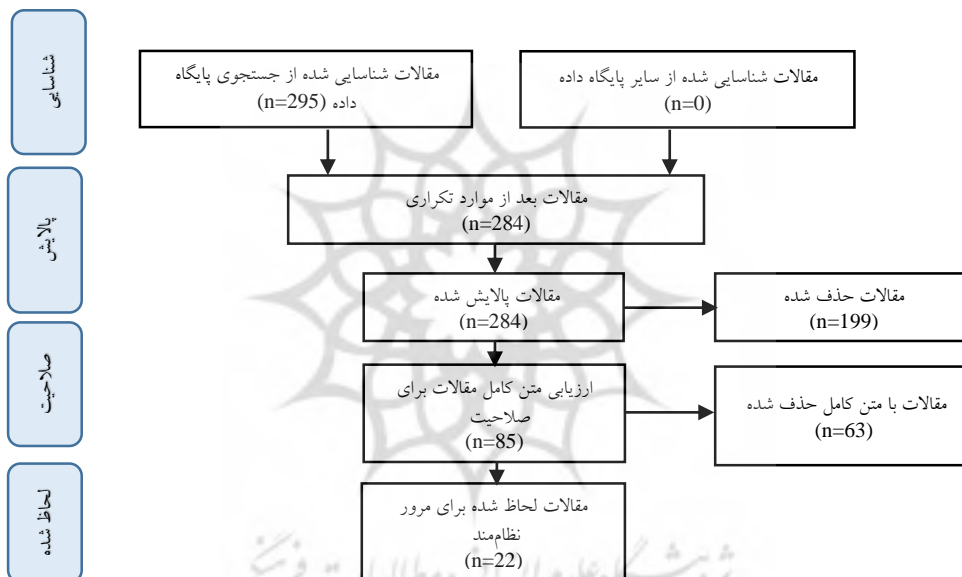 شناسایی
مقالات شناسایی شده از جستجوی پایگاه
داده (n=295)
مقالات شناسایی شده از سایر پایگاه داده
(n=0)
پالایش
مقالات بعد از موارد تکراری
(n=284)
مقالات پالایش شده
(n=284)
مقالات حذف شده
(n=199)
صلاحیت
ارزیابی متن کامل مقالات برای
صلاحیت
(n=85)
مقالات با متن کامل حذف شده
(n=63)
لحاظ شده
مقالات لحاظ شده برای مرور
نظام‌مند
(n=22)